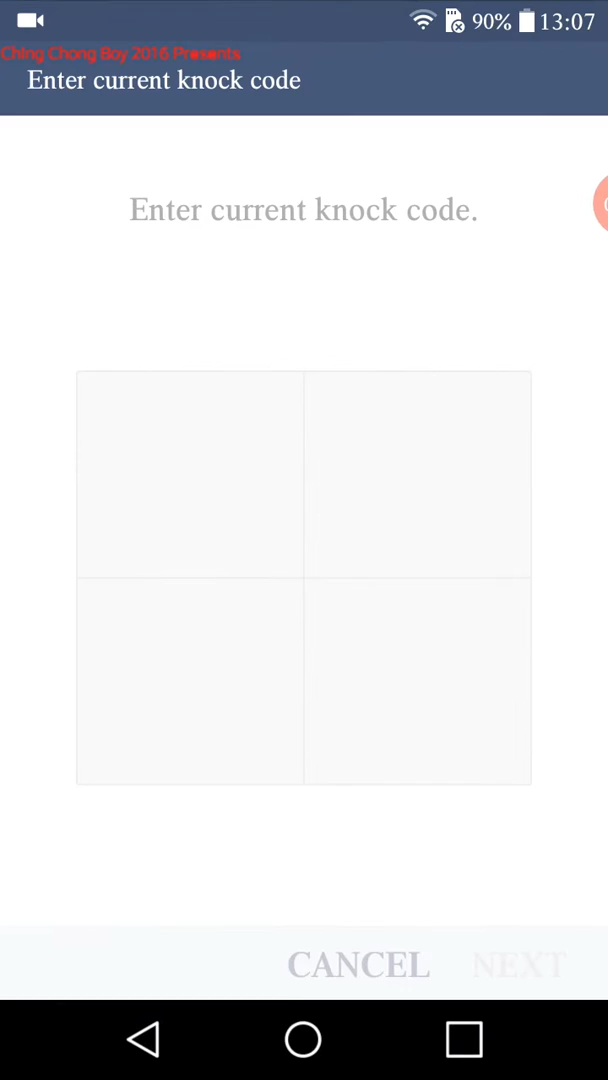 90% 13:07
Ching Chong Boy 2016 Presents
Enter current knock code
Enter current knock code.
CANCEL NEXT